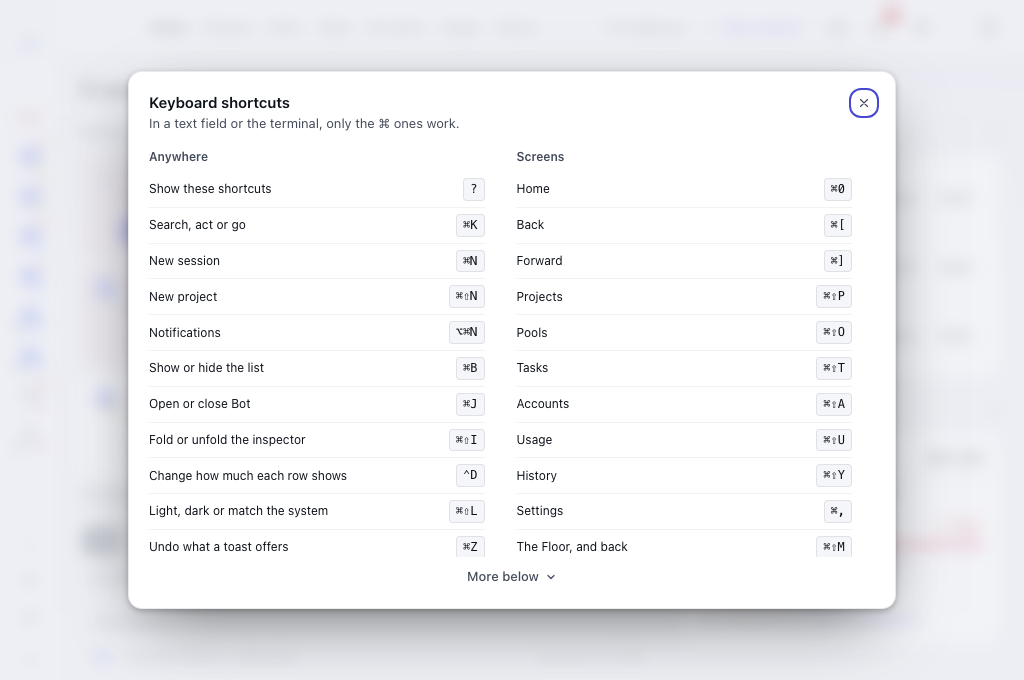 Keyboard shortcuts
In a text field or the terminal, only the ⌘ ones work.
Anywhere
Show these shortcuts ?
Search, act or go ⌘K
New session ⌘N
New project ⌘⇧N
Notifications ⌥⌘N
Show or hide the list ⌘B
Open or close Bot ⌘J
Fold or unfold the inspector ⌘⇧I
Change how much each row shows ⌃D
Light, dark or match the system ⌘⇧L
Undo what a toast offers ⌘Z
Screens
Home ⌘0
Back ⌘[
Forward ⌘]
Projects ⌘⇧P
Pools ⌘⇧O
Tasks ⌘⇧T
Accounts ⌘⇧A
Usage ⌘⇧U
History ⌘⇧Y
Settings ⌘,
The Floor, and back ⌘⇧M
More below